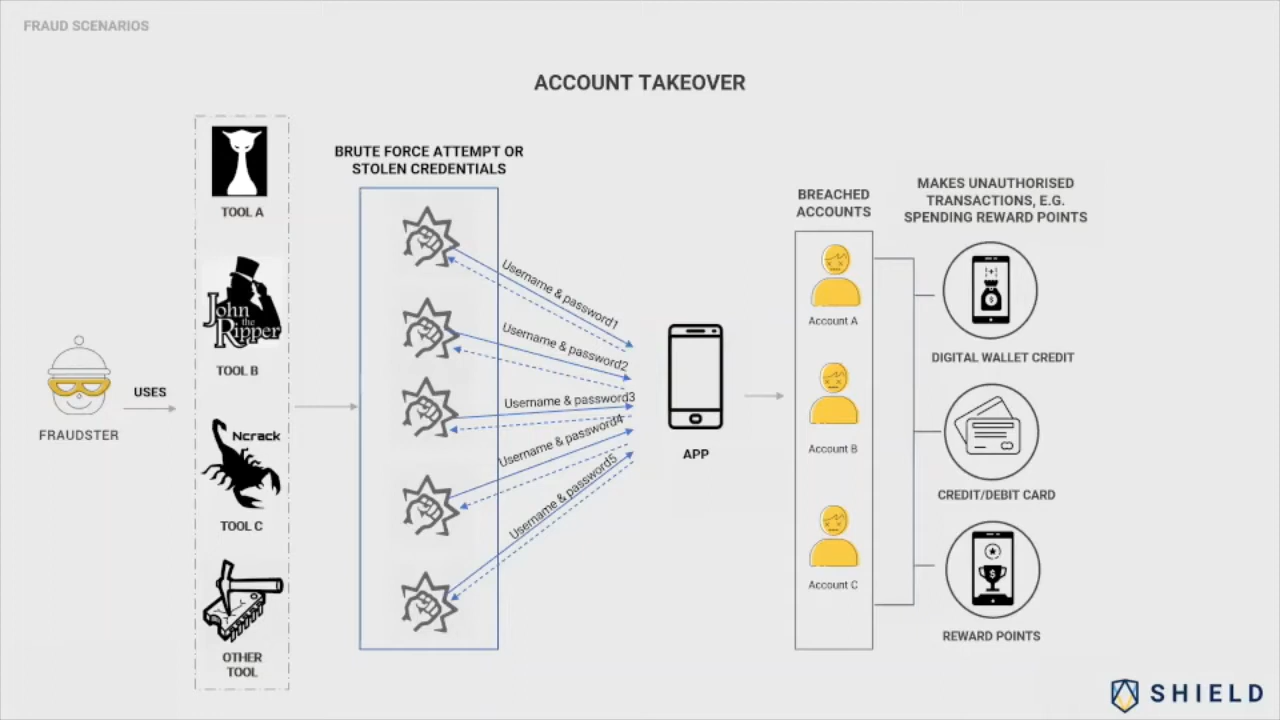 FRAUD SCENARIOS
ACCOUNT TAKEOVER
FRAUDSTER
USES
TOOL A
John
the
Ripper
TOOL B
Ncrack
TOOL C
OTHER
TOOL
BRUTE FORCE ATTEMPT OR
STOLEN CREDENTIALS
Username & password1
Username & password2
Username & password3
Username & password4
Username & password5
APP
BREACHED
ACCOUNTS
Account A
Account B
Account C
MAKES UNAUTHORISED
TRANSACTIONS, E.G.
SPENDING REWARD POINTS
DIGITAL WALLET CREDIT
CREDIT/DEBIT CARD
REWARD POINTS
SHIELD